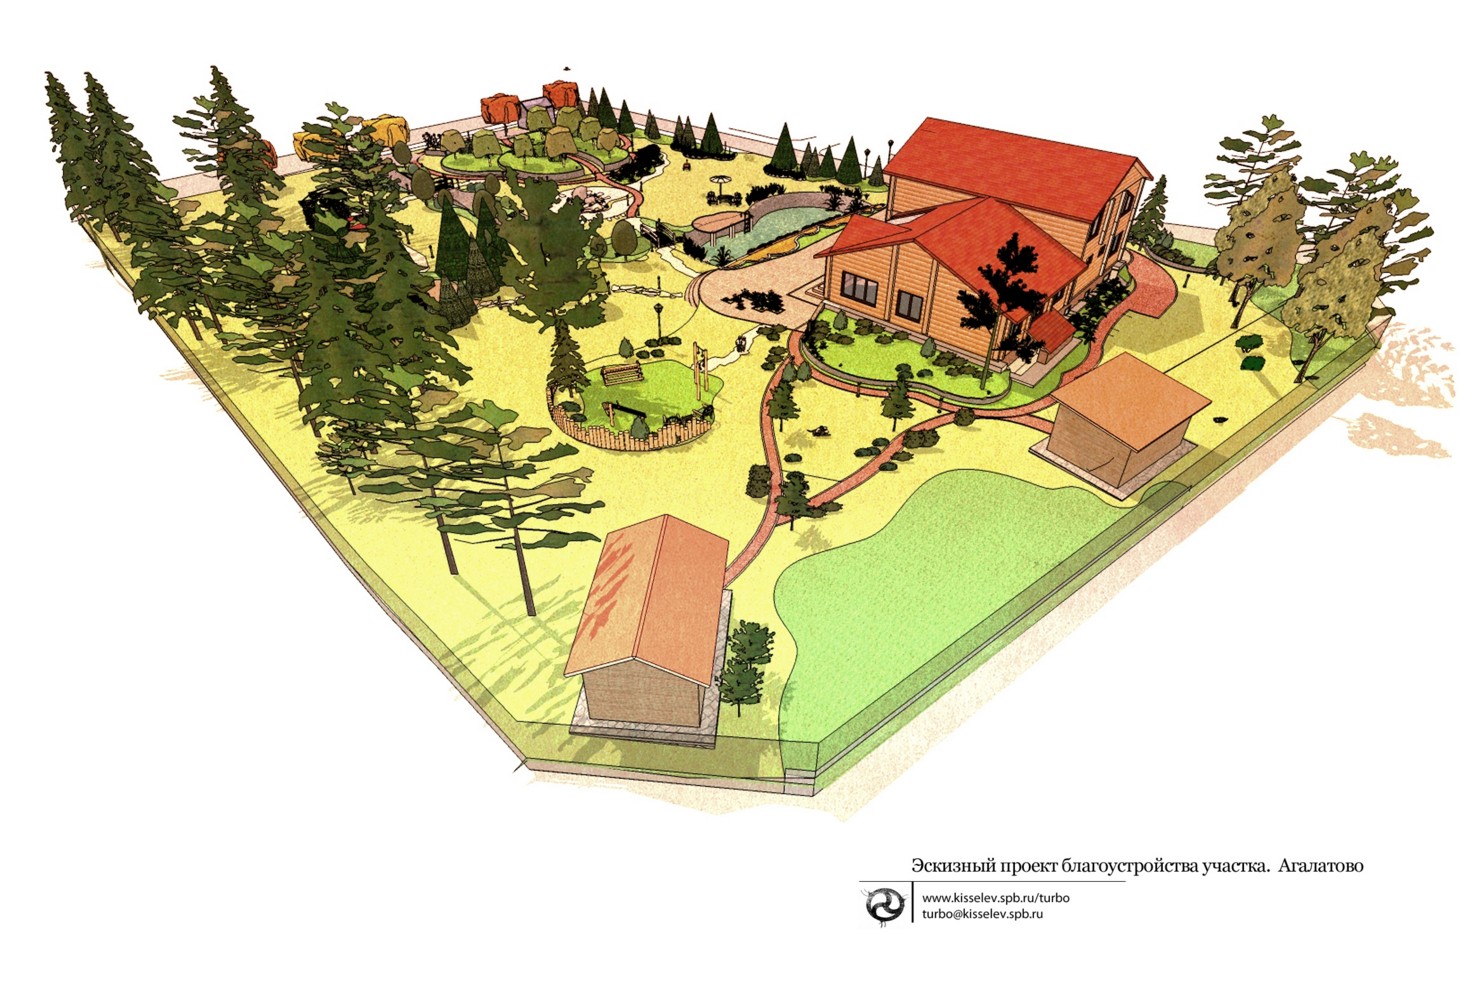 Эскизный проект благоустройства участка. Агалатово
www.kisselev.spb.ru/turbo
turbo@kisselev.spb.ru